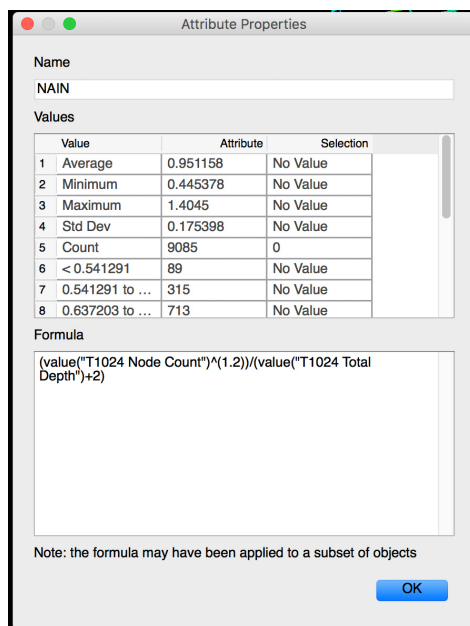 Attribute Properties
Name
NAIN
Values
Value Attribute Selection
1 Average 0.951158 No Value
2 Minimum 0.445378 No Value
3 Maximum 1.4045 No Value
4 Std Dev 0.175398 No Value
5 Count 9085 0
6 < 0.541291 89 No Value
7 0.541291 to ... 315 No Value
8 0.637203 to ... 713 No Value
Formula
(value("T1024 Node Count")^(1.2))/(value("T1024 Total
Depth")+2)
Note: the formula may have been applied to a subset of objects
OK